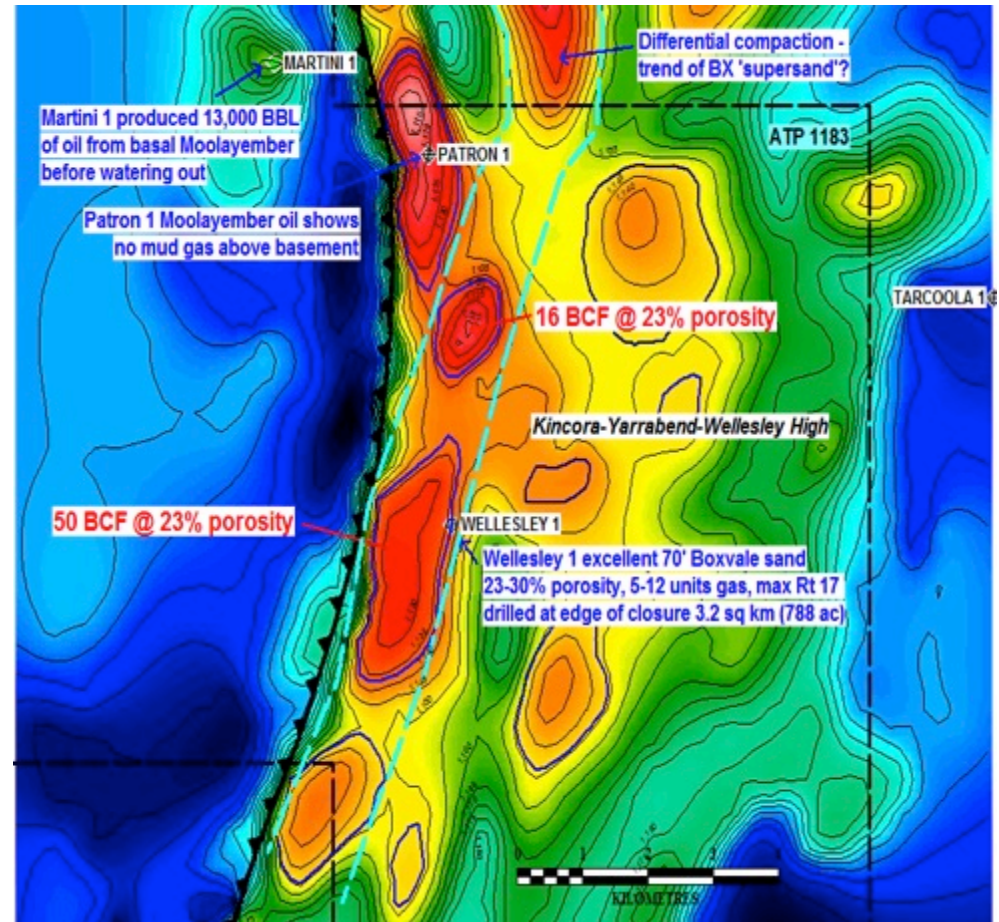 Differential compaction -
trend of BX 'supersand'?
MARTINI 1
Martini 1 produced 13,000 BBL
of oil from basal Moolayember
before watering out
ATP 1183
PATRON 1
Patron 1 Moolayember oil shows
no mud gas above basement
TARCOOLA 1
16 BCF @ 23% porosity
Kincora-Yarrabend-Wellesley High
50 BCF @ 23% porosity
WELLESLEY 1
Wellesley 1 excellent 70' Boxvale sand
23-30% porosity, 5-12 units gas, max Rt 17
drilled at edge of closure 3.2 sq km (788 ac)
0 1 2 3
KILOMETRES